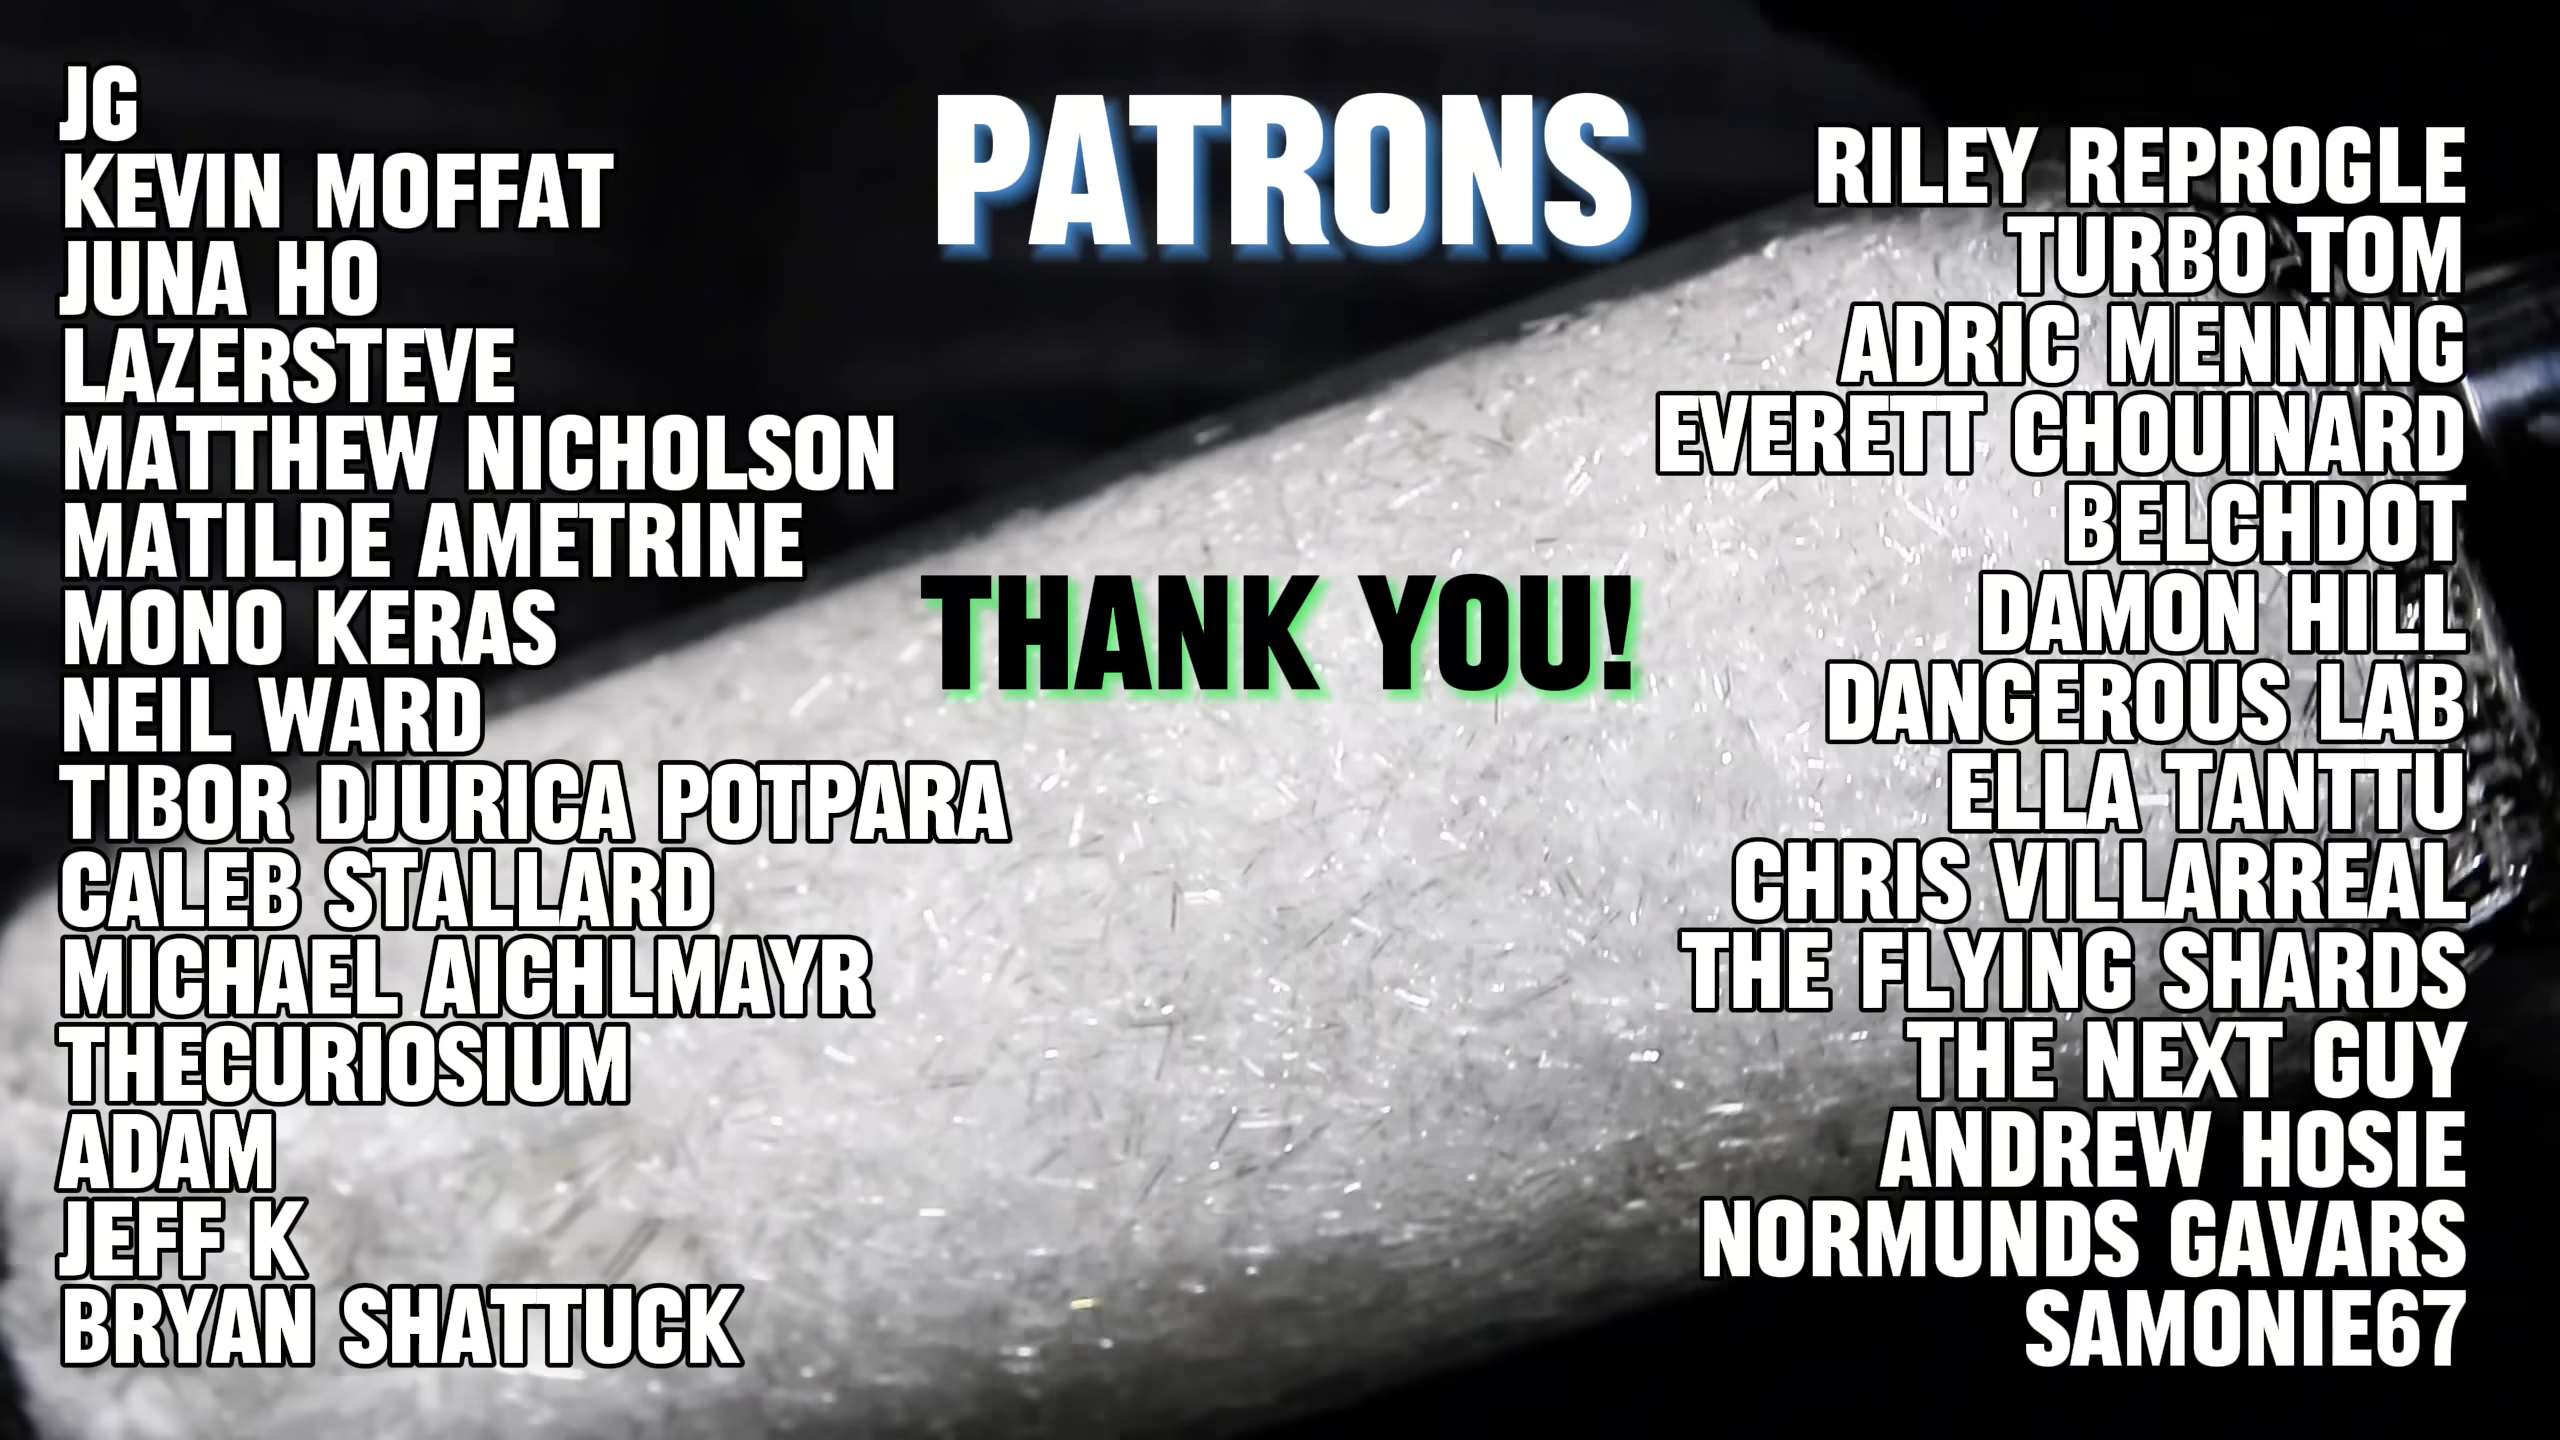 PATRONS
THANK YOU!
JG
KEVIN MOFFAT
JUNA HO
LAZERSTEVE
MATTHEW NICHOLSON
MATILDE AMETRINE
MONO KERAS
NEIL WARD
TIBOR DJURICA POTPARA
CALEB STALLARD
MICHAEL AICHLMAYR
THECURIOSIUM
ADAM
JEFF K
BRYAN SHATTUCK
RILEY REPROGLE
TURBO TOM
ADRIC MENNING
EVERETT CHOUINARD
BELCHDOT
DAMON HILL
DANGEROUS LAB
ELLA TANTTU
CHRIS VILLARREAL
THE FLYING SHARDS
THE NEXT GUY
ANDREW HOSIE
NORMUNDS GAVARS
SAMONIE67